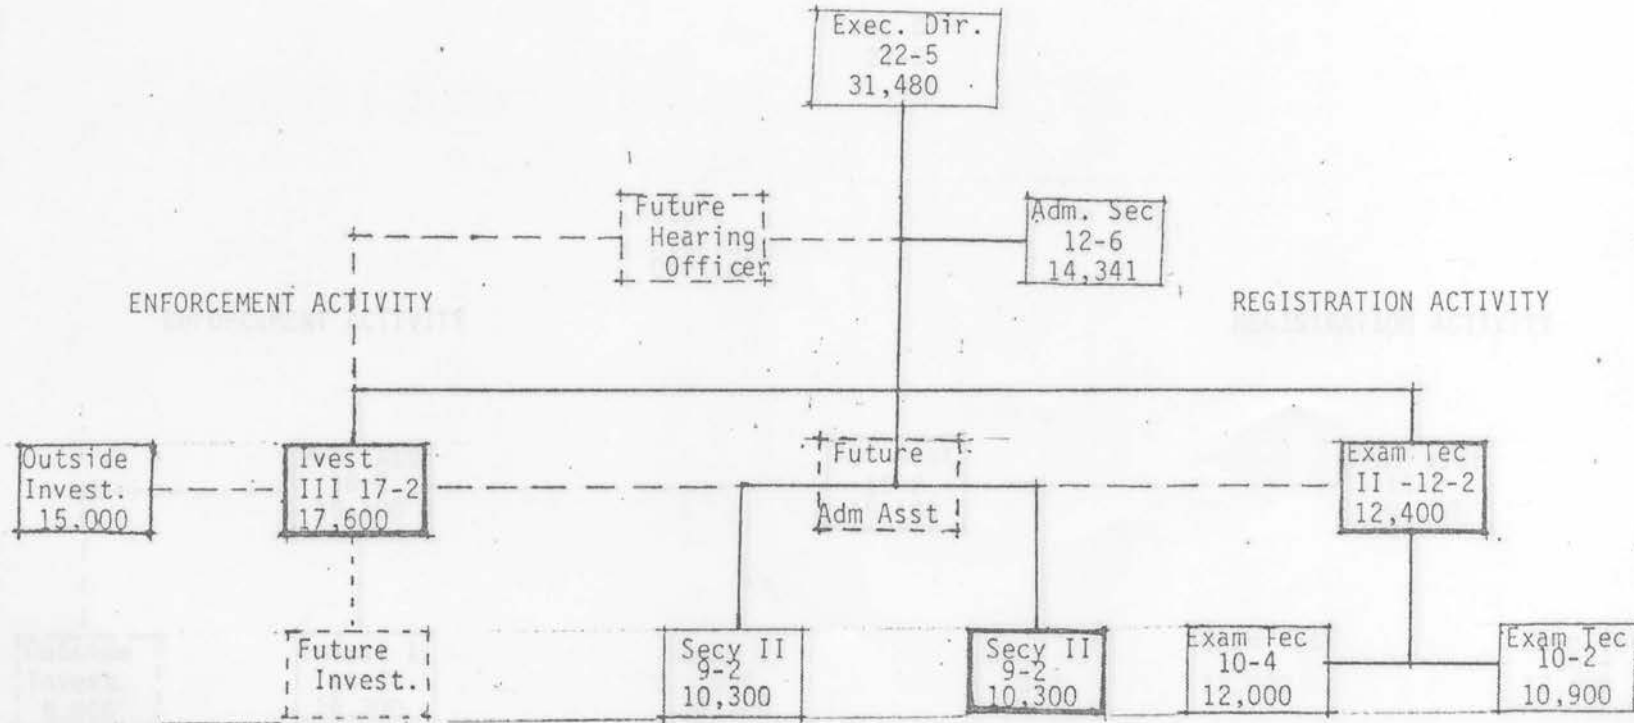 Exec. Dir.
22-5
31,480
Future
Hearing
Officer
Adm. Sec
12-6
14,341
ENFORCEMENT ACTIVITY
REGISTRATION ACTIVITY
Outside
Invest.
15,000
Ivest
III 17-2
17,600
Future
Adm Asst
Exam Tec
II -12-2
12,400
Future
Invest.
Secy II
9-2
10,300
Secy II
9-2
10,300
Exam Tec
10-4
12,000
Exam Tec
10-2
10,900